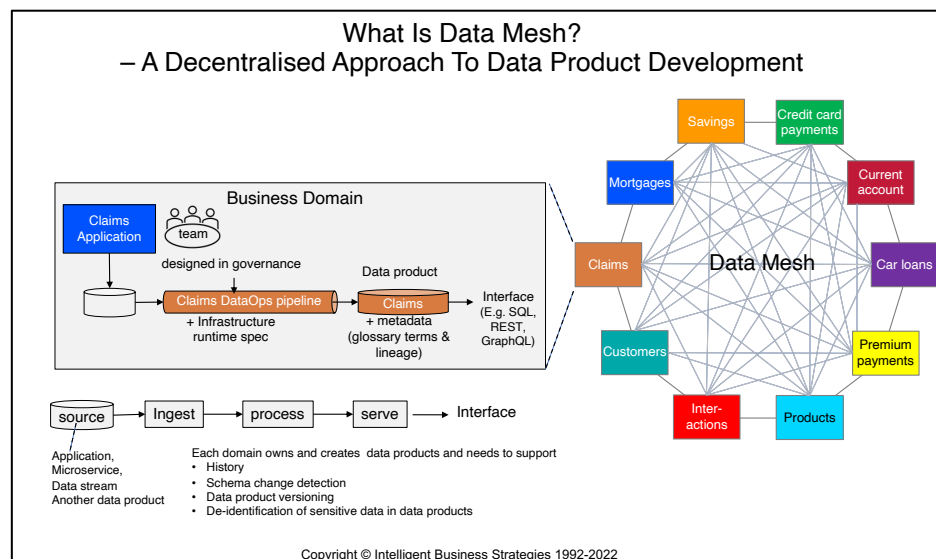 What Is Data Mesh?
– A Decentralised Approach To Data Product Development
Business Domain
Claims
Application
team
designed in governance
Claims DataOps pipeline
+ Infrastructure
runtime spec
Data product
Claims
+ metadata
(glossary terms &
lineage)
Interface
(E.g. SQL,
REST,
GraphQL)
Savings
Credit card
payments
Mortgages
Current
account
Claims
Data Mesh
Car loans
Customers
Premium
payments
Inter-
actions
Products
source
Ingest
process
serve
Interface
Application,
Microservice,
Data stream
Another data product
Each domain owns and creates data products and needs to support
• History
• Schema change detection
• Data product versioning
• De-identification of sensitive data in data products
Copyright © Intelligent Business Strategies 1992-2022